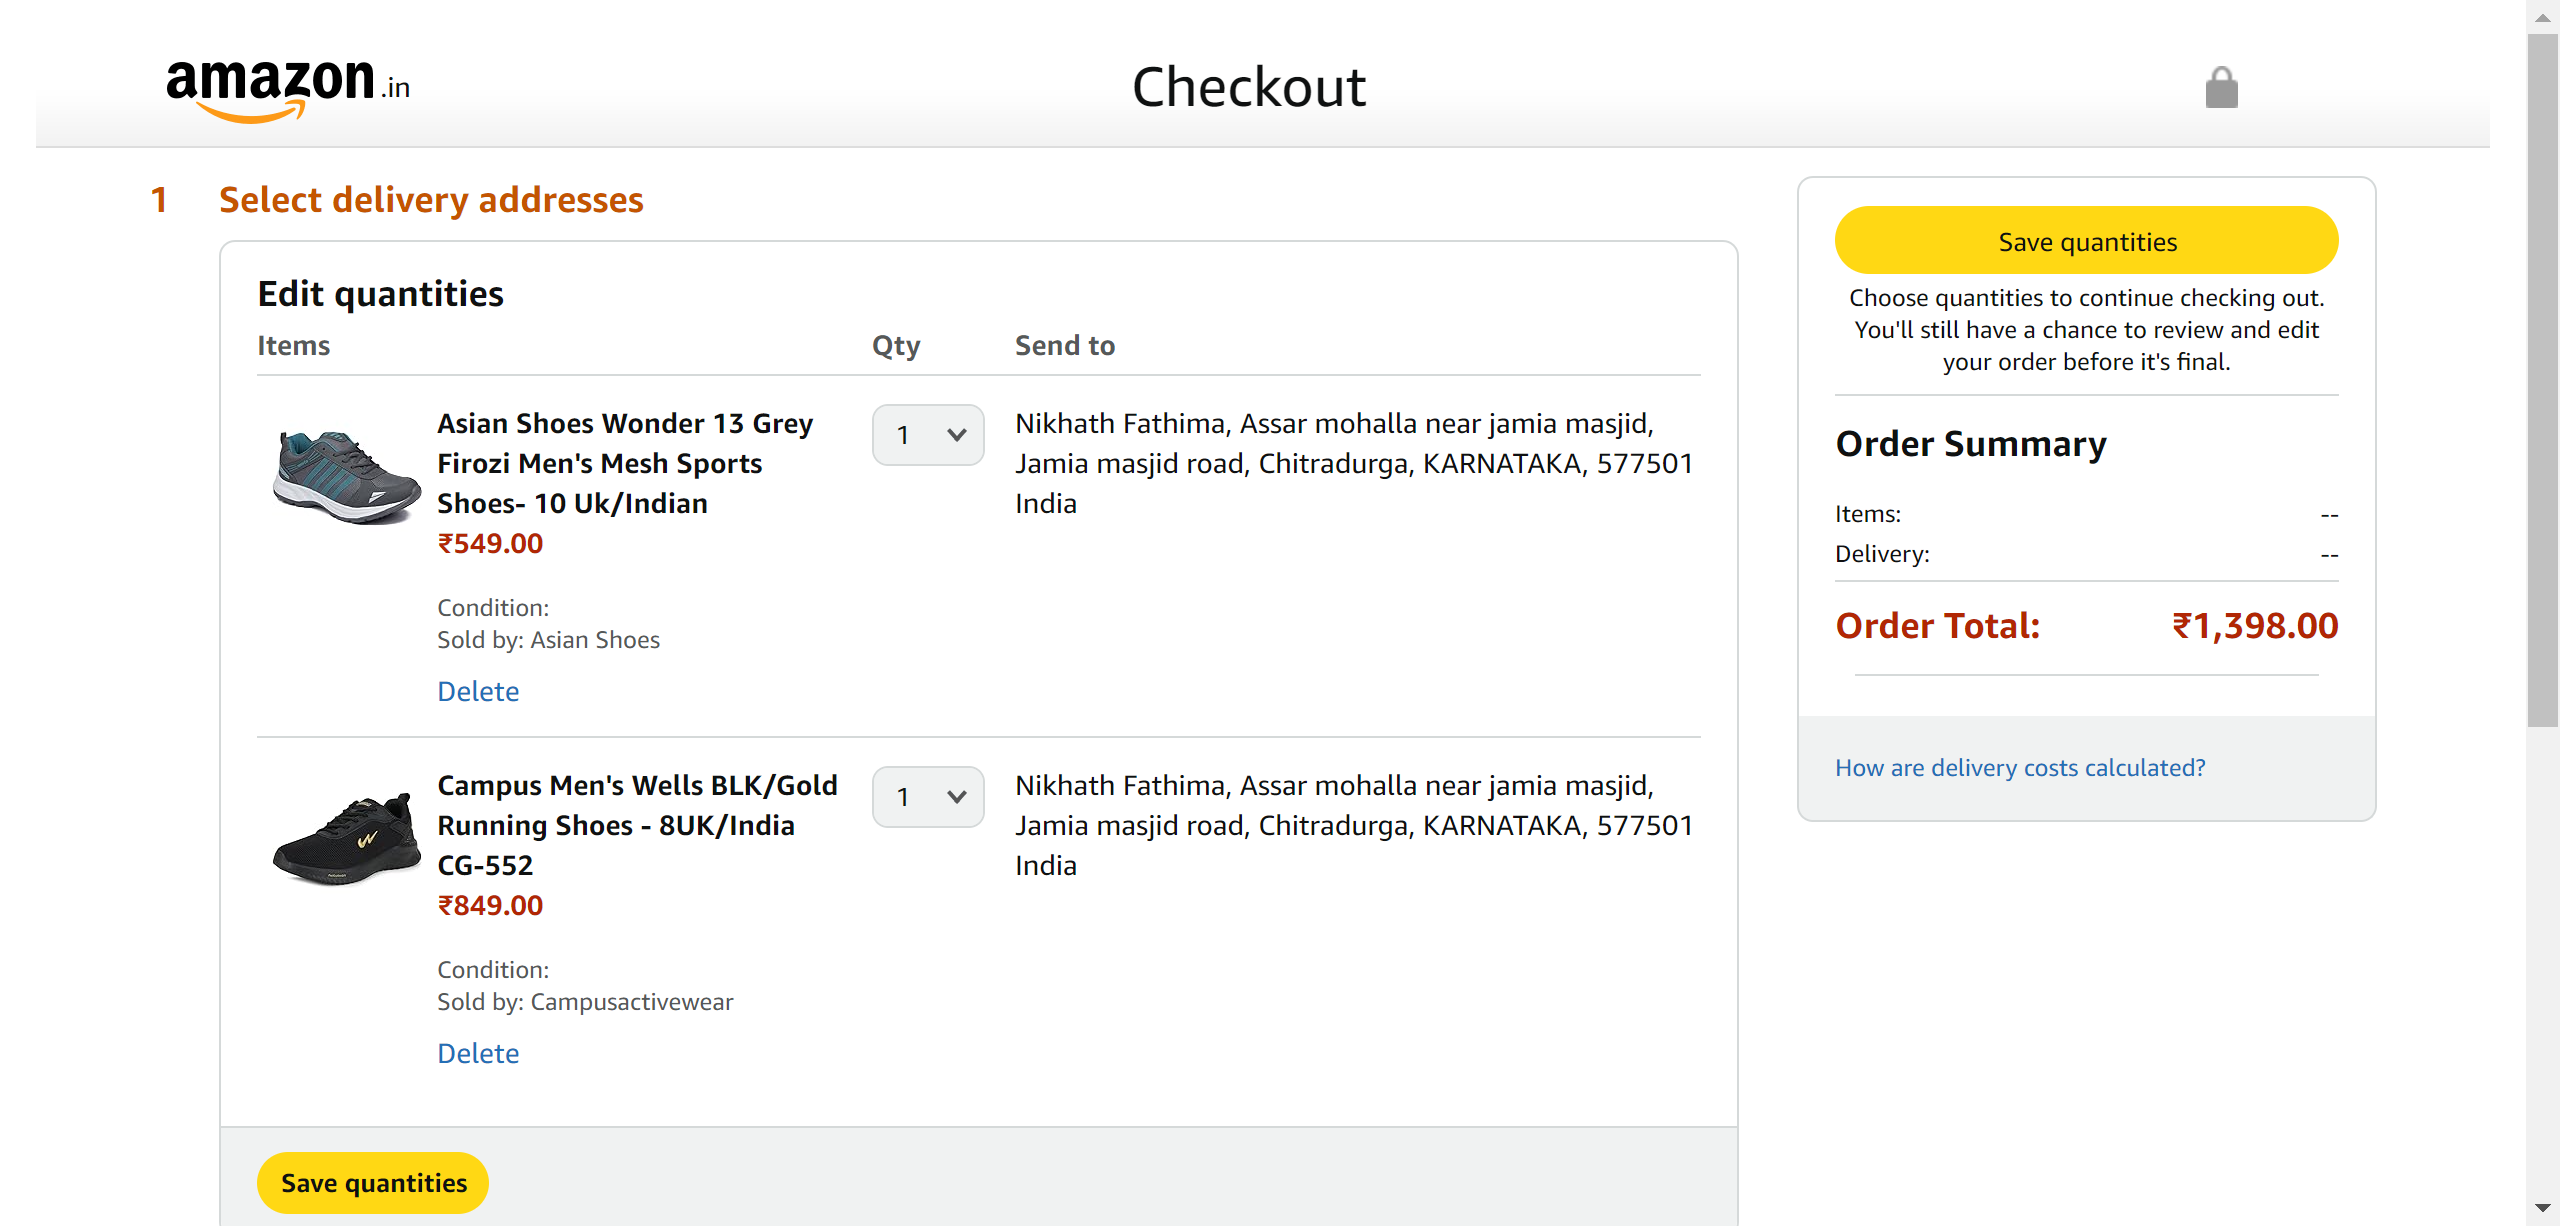 amazon.in
Checkout
1 Select delivery addresses
Edit quantities
Items Qty Send to
Asian Shoes Wonder 13 Grey
Firozi Men's Mesh Sports
Shoes- 10 Uk/Indian
₹549.00
Condition:
Sold by: Asian Shoes
Delete
1
Nikhath Fathima, Assar mohalla near jamia masjid,
Jamia masjid road, Chitradurga, KARNATAKA, 577501
India
Campus Men's Wells BLK/Gold
Running Shoes - 8UK/India
CG-552
₹849.00
Condition:
Sold by: Campusactivewear
Delete
1
Nikhath Fathima, Assar mohalla near jamia masjid,
Jamia masjid road, Chitradurga, KARNATAKA, 577501
India
Save quantities
Save quantities
Choose quantities to continue checking out.
You'll still have a chance to review and edit
your order before it's final.
Order Summary
Items: --
Delivery: --
Order Total: ₹1,398.00
How are delivery costs calculated?